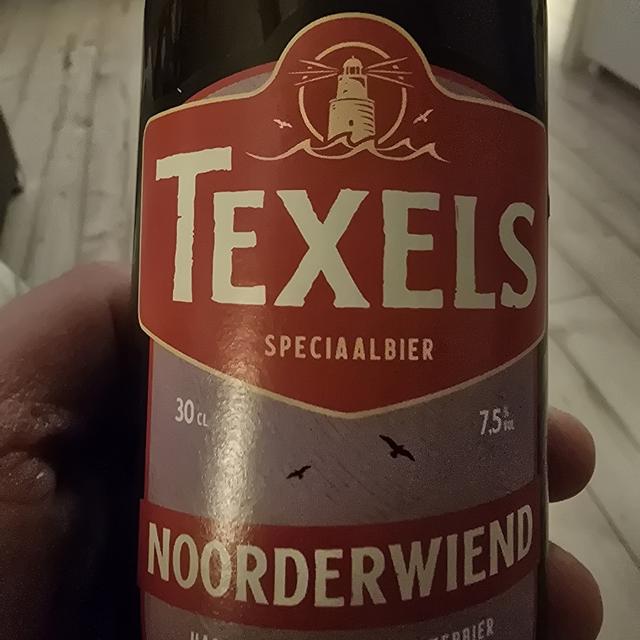 TEXELS
SPECIAALBIER
30 CL
7.5% VOL
NOORDERWIEND